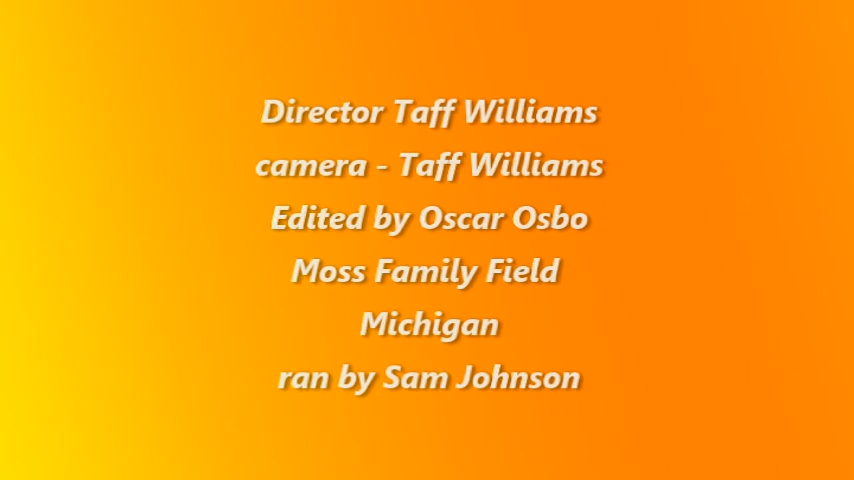 Director Taff Williams
camera - Taff Williams
Edited by Oscar Osbo
Moss Family Field
Michigan
ran by Sam Johnson